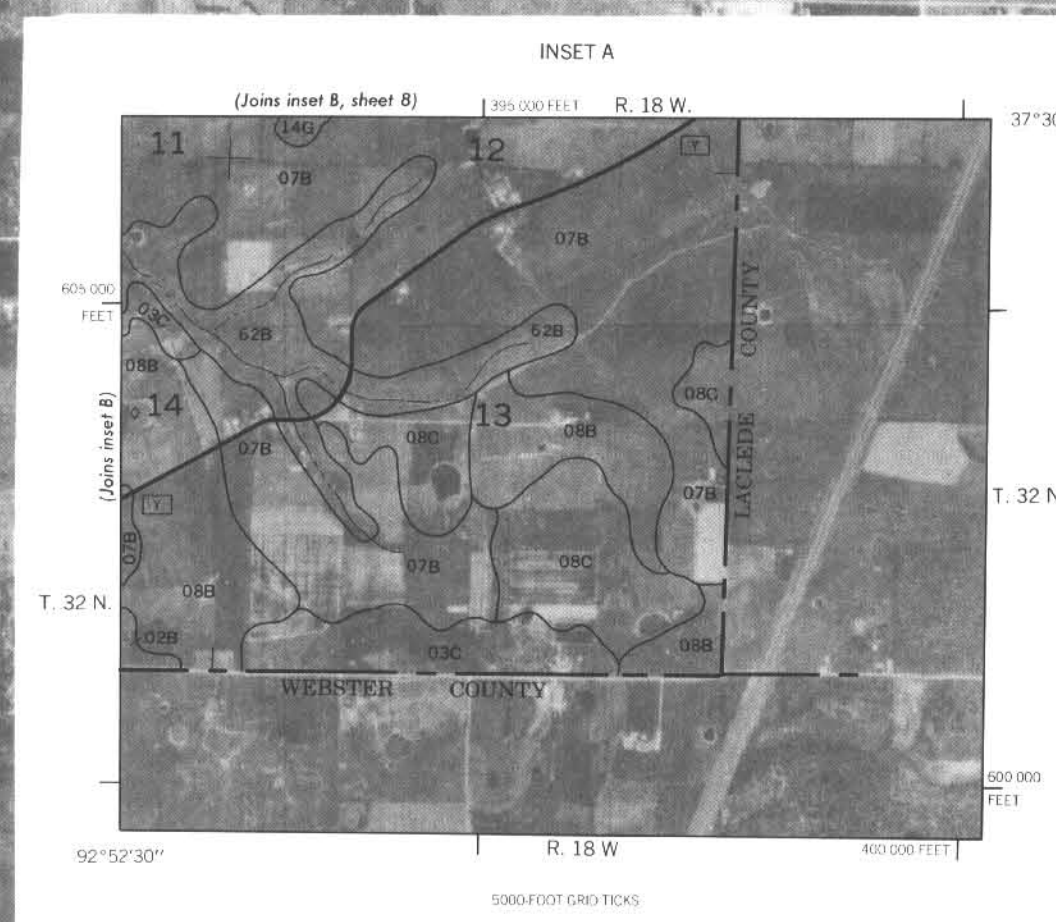 INSET A
(Joins inset B, sheet 8)
395 000 FEET
R. 18 W.
37°30
11
14G
12
Y
07B
07B
605 000
FEET
03C
62B
62B
COUNTY
08B
08C
14
13
(Joins inset B)
07B
08C
08B
LACLEDE
07B
T. 32 N
Y
07B
07B
08C
08B
T. 32 N.
02B
03C
08B
WEBSTER COUNTY
600 000
FEET
92°52'30"
R. 18 W
400 000 FEET
5000-FOOT GRID TICKS